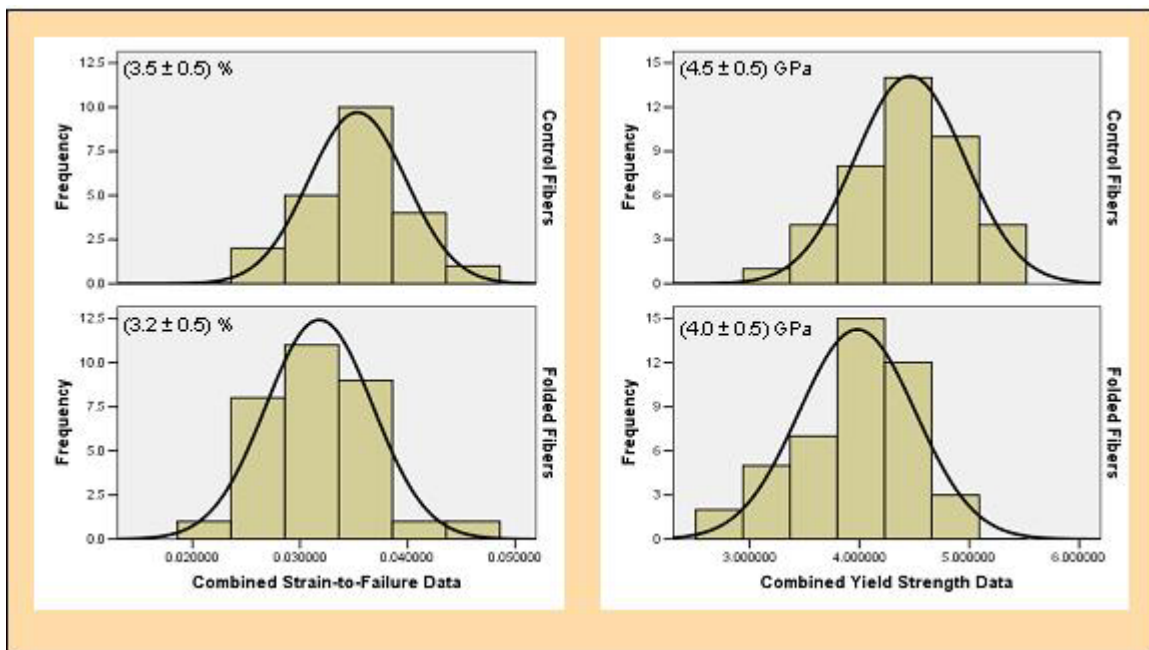 (3.5 ± 0.5) %
12.5
10.0
7.5
5.0
2.5
0.0
Frequency
Control Fibers
(3.2 ± 0.5) %
12.5
10.0
7.5
5.0
2.5
0.0
Frequency
Folded Fibers
0.020000 0.030000 0.040000 0.050000
Combined Strain-to-Failure Data
(4.5 ± 0.5) GPa
15
12
9
6
3
0
Frequency
Control Fibers
(4.0 ± 0.5) GPa
15
12
9
6
3
0
Frequency
Folded Fibers
3.000000 4.000000 5.000000 6.000000
Combined Yield Strength Data